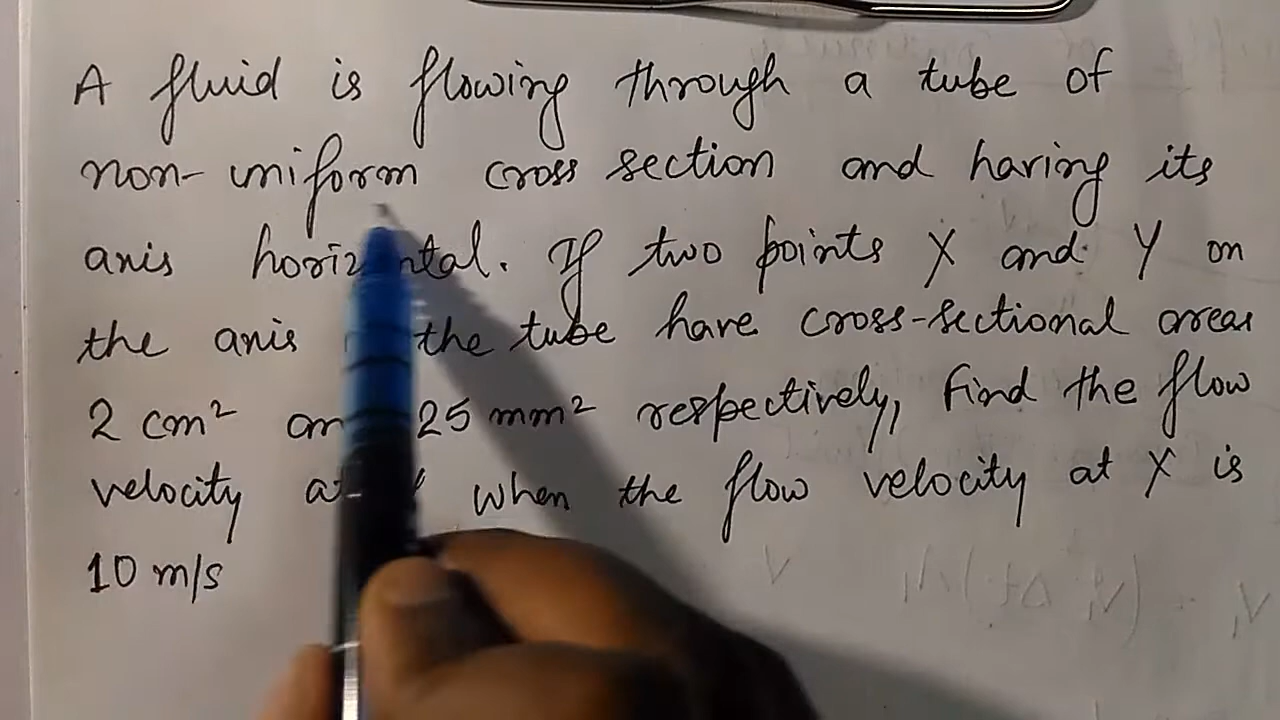 A fluid is flowing through a tube of
non-uniform cross section and having its
axis horizontal. If two points X and Y on
the axis the tube have cross-sectional areas
2 cm² 25 mm² respectively, Find the flow
velocity when the flow velocity at X is
10 m/s